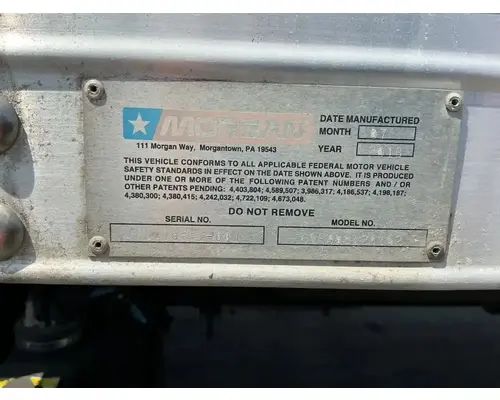 MORGAN
DATE MANUFACTURED
MONTH
YEAR
111 Morgan Way, Morgantown, PA 19543
THIS VEHICLE CONFORMS TO ALL APPLICABLE FEDERAL MOTOR VEHICLE
SAFETY STANDARDS IN EFFECT ON THE DATE SHOWN ABOVE. IT IS PRODUCED
UNDER ONE OR MORE OF THE FOLLOWING PATENT NUMBERS AND / OR
OTHER PATENTS PENDING: 4,403,804; 4,589,507; 3,986,317; 4,186,537; 4,198,187;
4,380,300; 4,380,415; 4,242,032; 4,722,109; 4,673,048.
DO NOT REMOVE
SERIAL NO.
MODEL NO.